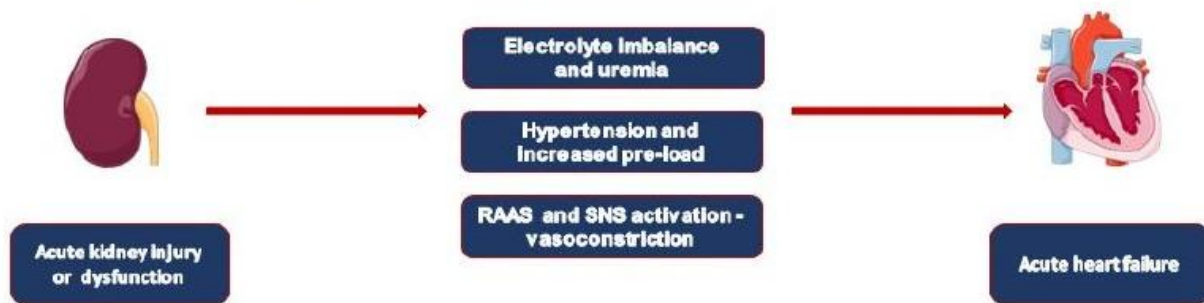 Electrolyte Imbalance
and uremia
Hypertension and
Increased pre-load
RAAS and SNS activation -
vasoconstriction
Acute kidney injury
or dysfunction
Acute heart failure